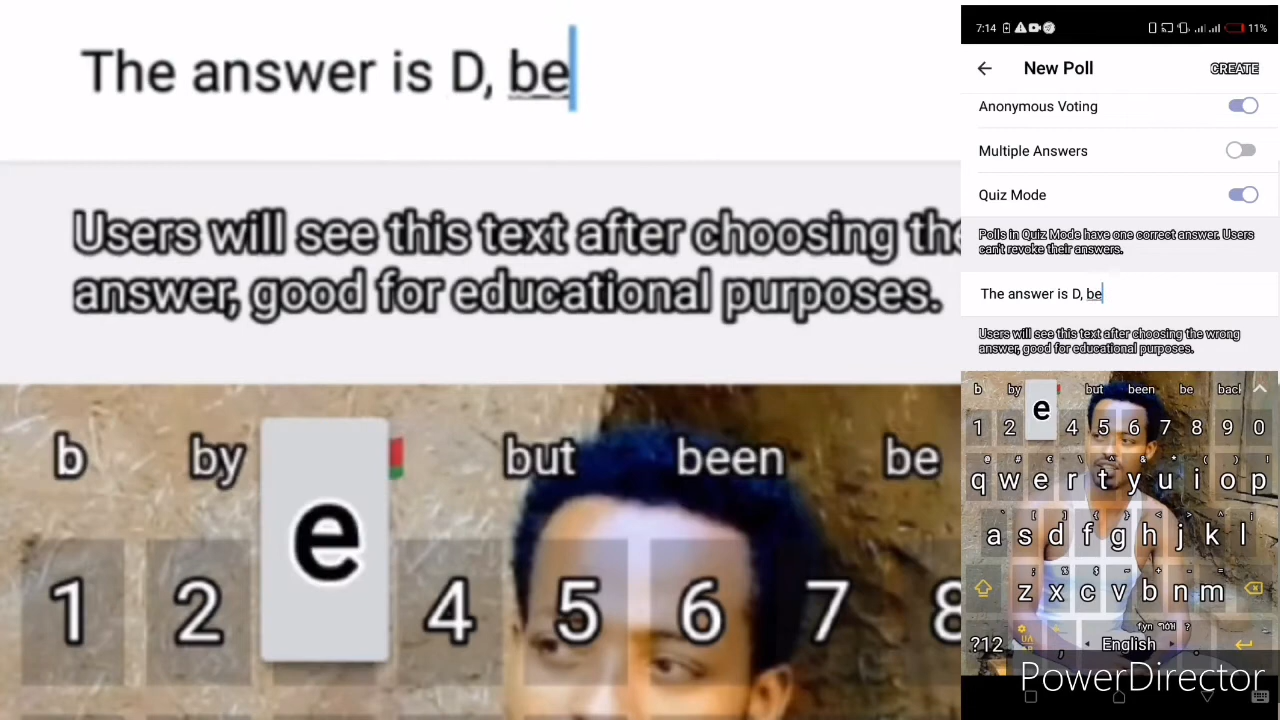 The answer is D, be
Users will see this text after choosing the
answer, good for educational purposes.
b by but been be
e
1 2 4 5 6 7 8
7:14 11%
New Poll CREATE
Anonymous Voting
Multiple Answers
Quiz Mode
Polls in Quiz Mode have one correct answer. Users
can't revoke their answers.
The answer is D, be
Users will see this text after choosing the wrong
answer, good for educational purposes.
b by but been be bac
e
1 2 4 5 6 7 8 9 0
q w e r t y u i o p
a s d f g h j k l
z x c v b n m
?12 English
PowerDirector